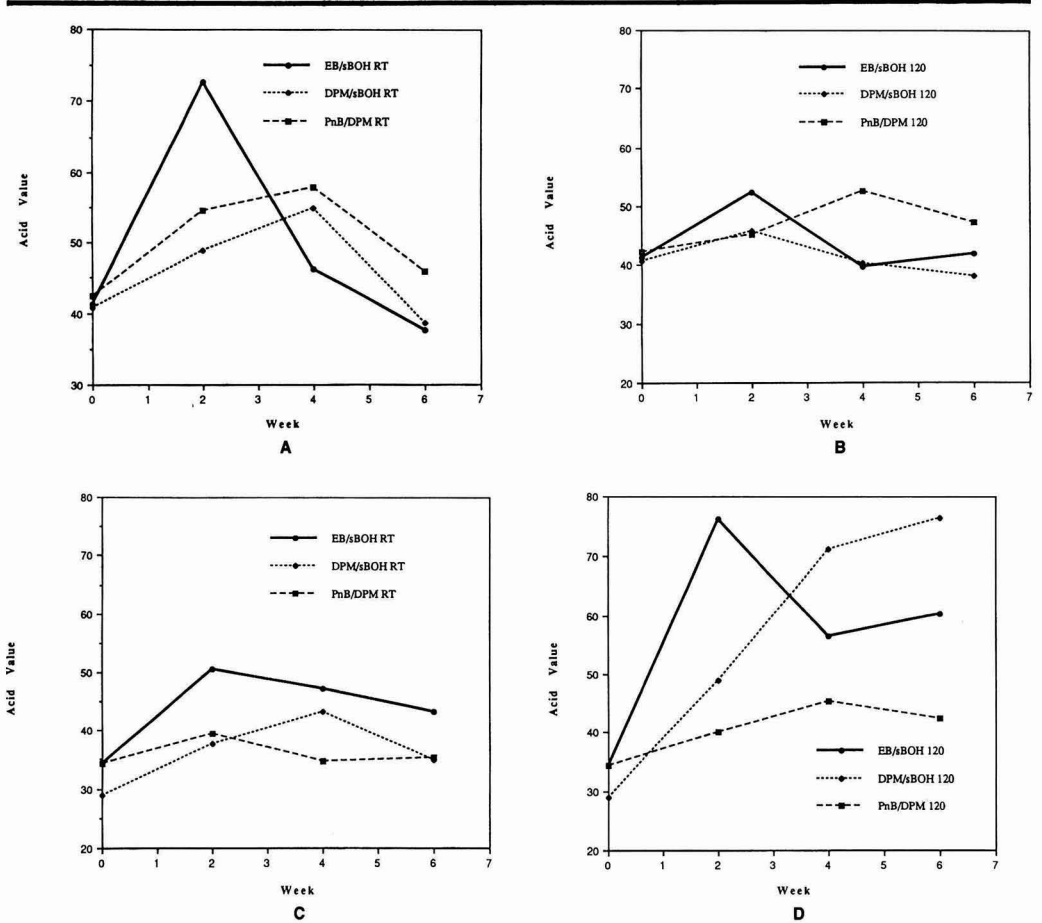 80
70
60
50
40
30
Acid Value
EB/sBOH RT
DPM/sBOH RT
PnB/DPM RT
0 1 2 3 4 5 6 7
Week
A
80
70
60
50
40
30
20
Acid Value
EB/sBOH 120
DPM/sBOH 120
PnB/DPM 120
0 1 2 3 4 5 6 7
Week
B
80
70
60
50
40
30
20
Acid Value
EB/sBOH RT
DPM/sBOH RT
PnB/DPM RT
0 1 2 3 4 5 6 7
Week
C
80
70
60
50
40
30
20
Acid Value
EB/sBOH 120
DPM/sBOH 120
PnB/DPM 120
0 1 2 3 4 5 6 7
Week
D